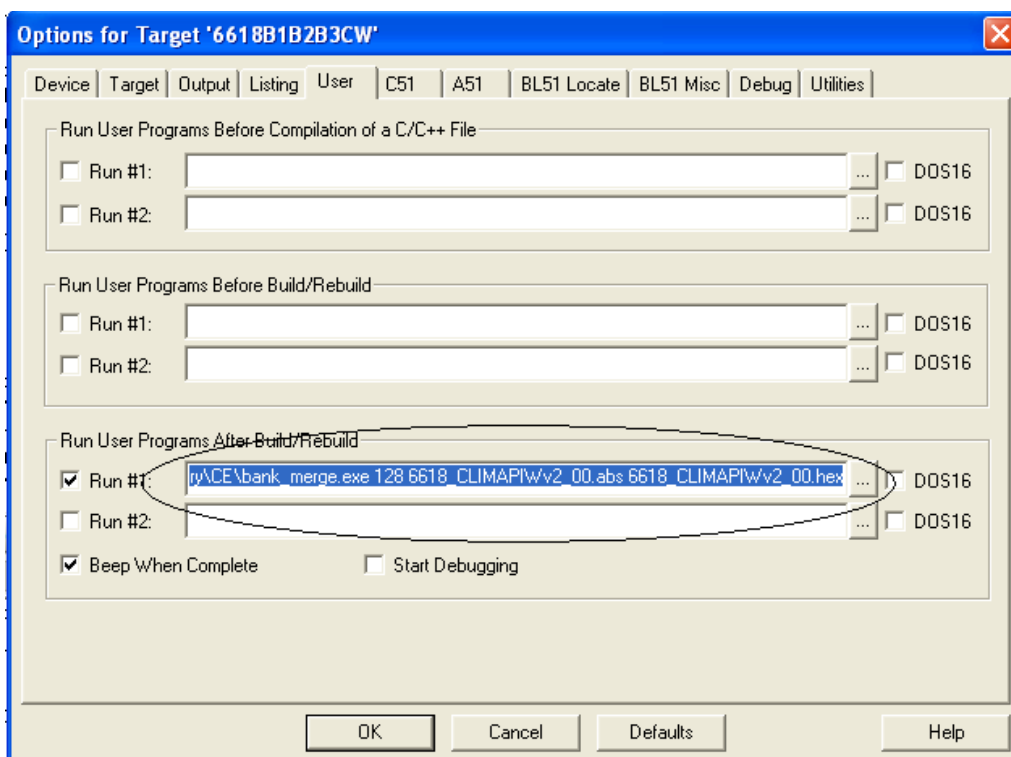 Options for Target '6618B1B2B3CW'
Device Target Output Listing User C51 A51 BL51 Locate BL51 Misc Debug Utilities
Run User Programs Before Compilation of a C/C++ File
Run #1: ... DOS16
Run #2: ... DOS16
Run User Programs Before Build/Rebuild
Run #1: ... DOS16
Run #2: ... DOS16
Run User Programs After Build/Rebuild
Run #1: ry\CE\bank_merge.exe 128 6618_CLIMAPIWv2_00.abs 6618_CLIMAPIWv2_00.hex ... DOS16
Run #2: ... DOS16
Beep When Complete Start Debugging
OK Cancel Defaults Help